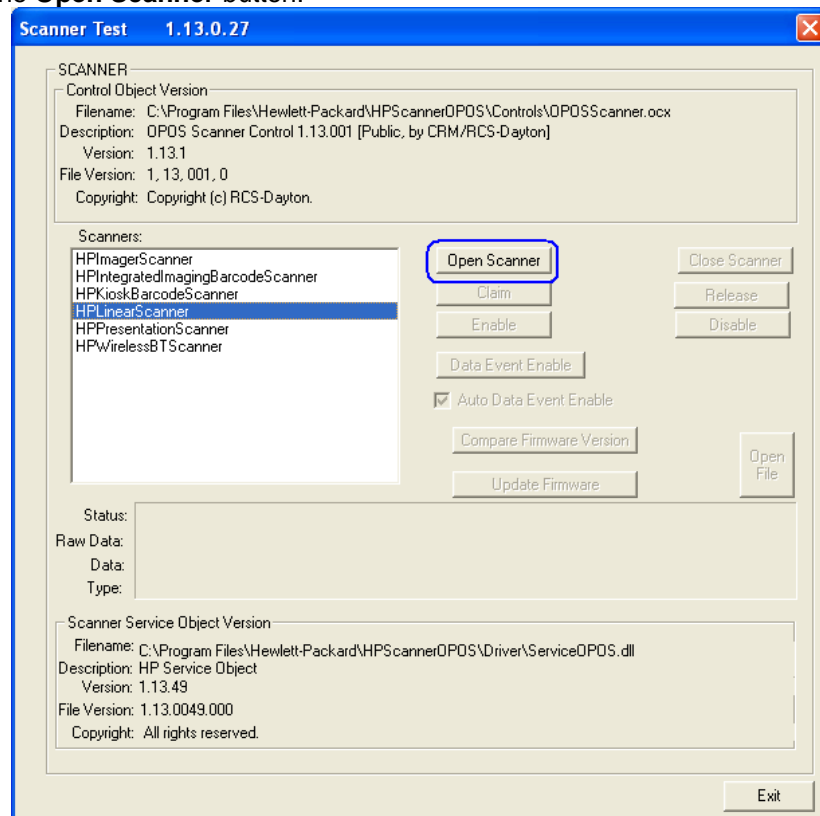 Open Scanner button.
Scanner Test 1.13.0.27
SCANNER
Control Object Version
Filename: C:\Program Files\Hewlett-Packard\HPScannerOPOS\Controls\OPOSScanner.ocx
Description: OPOS Scanner Control 1.13.001 [Public, by CRM/RCS-Dayton]
Version: 1.13.1
File Version: 1, 13, 001, 0
Copyright: Copyright (c) RCS-Dayton.
Scanners:
HPImagerScanner
HPIntegratedImagingBarcodeScanner
HPKioskBarcodeScanner
HPLinearScanner
HPPresentationScanner
HPWirelessBTScanner
Open Scanner
Close Scanner
Claim
Release
Enable
Disable
Data Event Enable
Auto Data Event Enable
Compare Firmware Version
Update Firmware
Open
File
Status:
Raw Data:
Data:
Type:
Scanner Service Object Version
Filename: C:\Program Files\Hewlett-Packard\HPScannerOPOS\Driver\ServiceOPOS.dll
Description: HP Service Object
Version: 1.13.49
File Version: 1.13.0049.000
Copyright: All rights reserved.
Exit